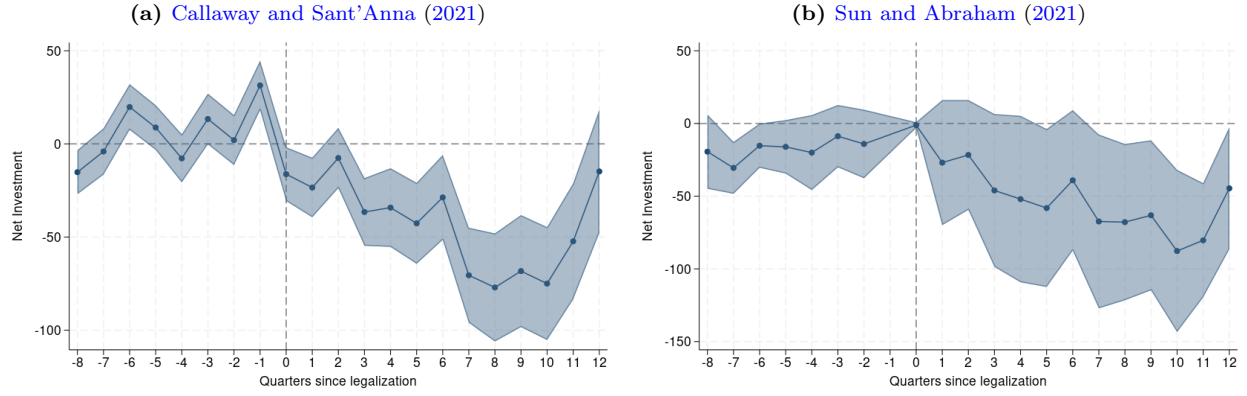 (a) Callaway and Sant'Anna (2021)
50
0
-50
-100
Net Investment
-8 -7 -6 -5 -4 -3 -2 -1 0 1 2 3 4 5 6 7 8 9 10 11 12
Quarters since legalization
(b) Sun and Abraham (2021)
50
0
-50
-100
-150
Net Investment
-8 -7 -6 -5 -4 -3 -2 -1 0 1 2 3 4 5 6 7 8 9 10 11 12
Quarters since legalization